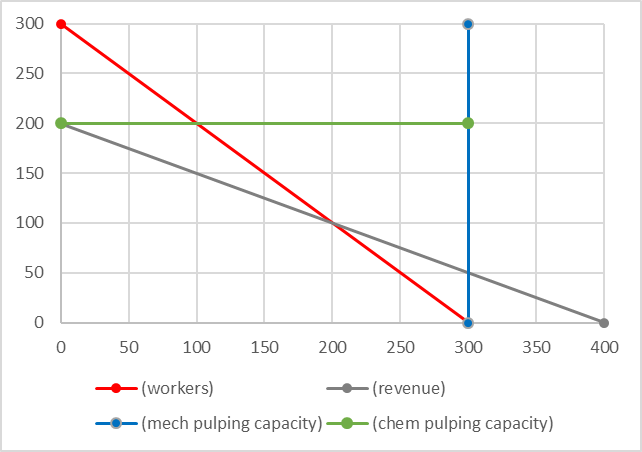 300
250
200
150
100
50
0
0 50 100 150 200 250 300 350 400
(workers) (revenue)
(mech pulping capacity) (chem pulping capacity)